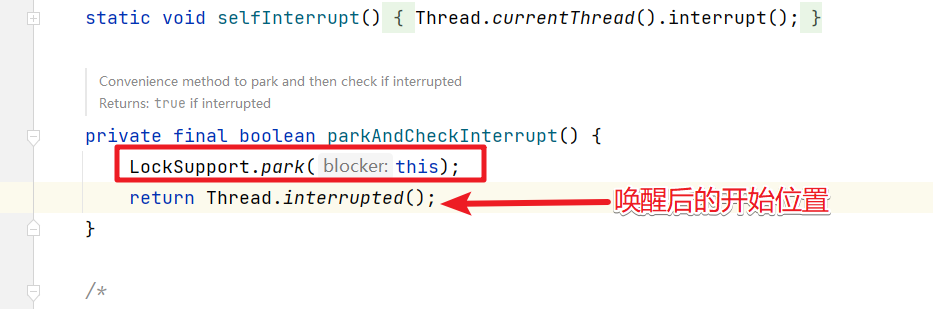 static void selfInterrupt() { Thread.currentThread().interrupt(); }
Convenience method to park and then check if interrupted
Returns: true if interrupted
private final boolean parkAndCheckInterrupt() {
LockSupport.park( blocker: this);
return Thread.interrupted();
唤醒后的开始位置
}
/*